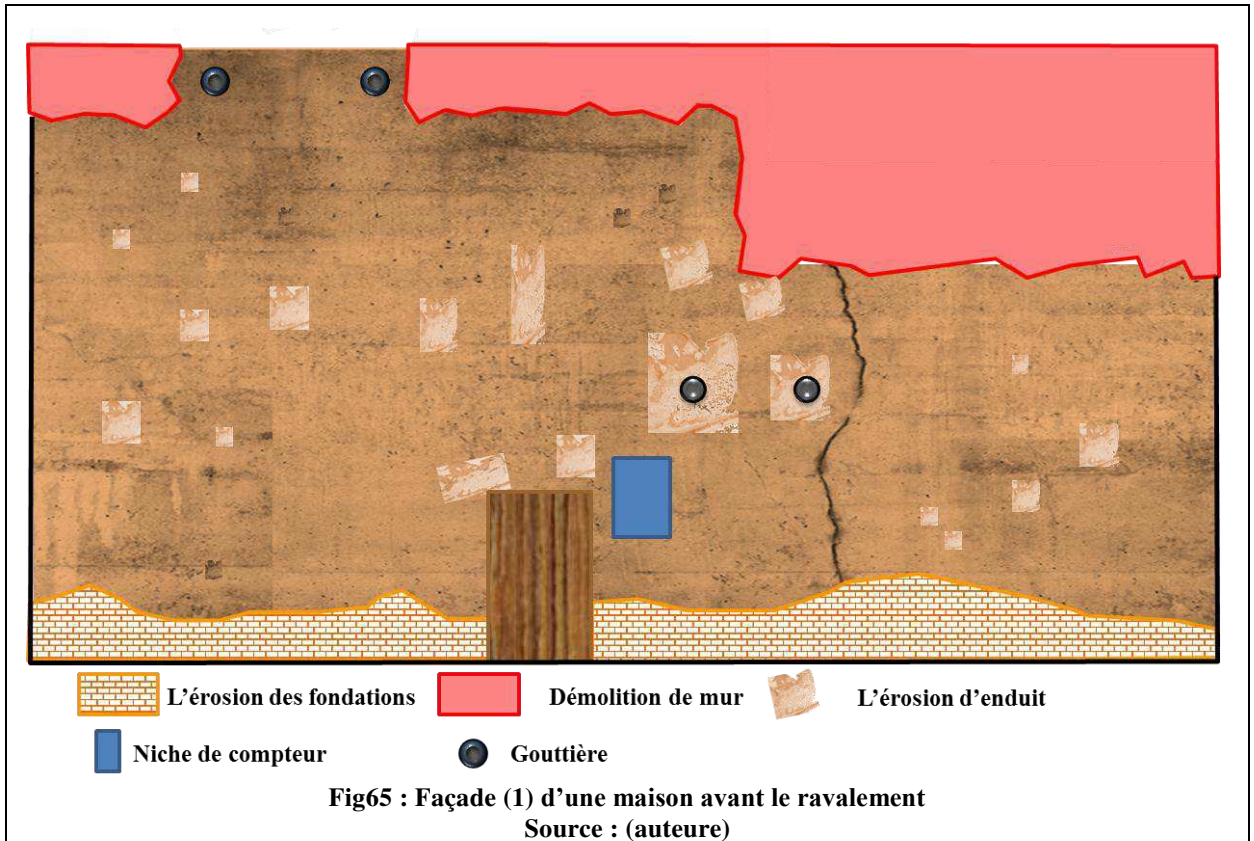 L'érosion des fondations Démolition de mur L'érosion d'enduit
Niche de compteur Gouttière
Fig65 : Façade (1) d'une maison avant le ravalement
Source : (auteure)